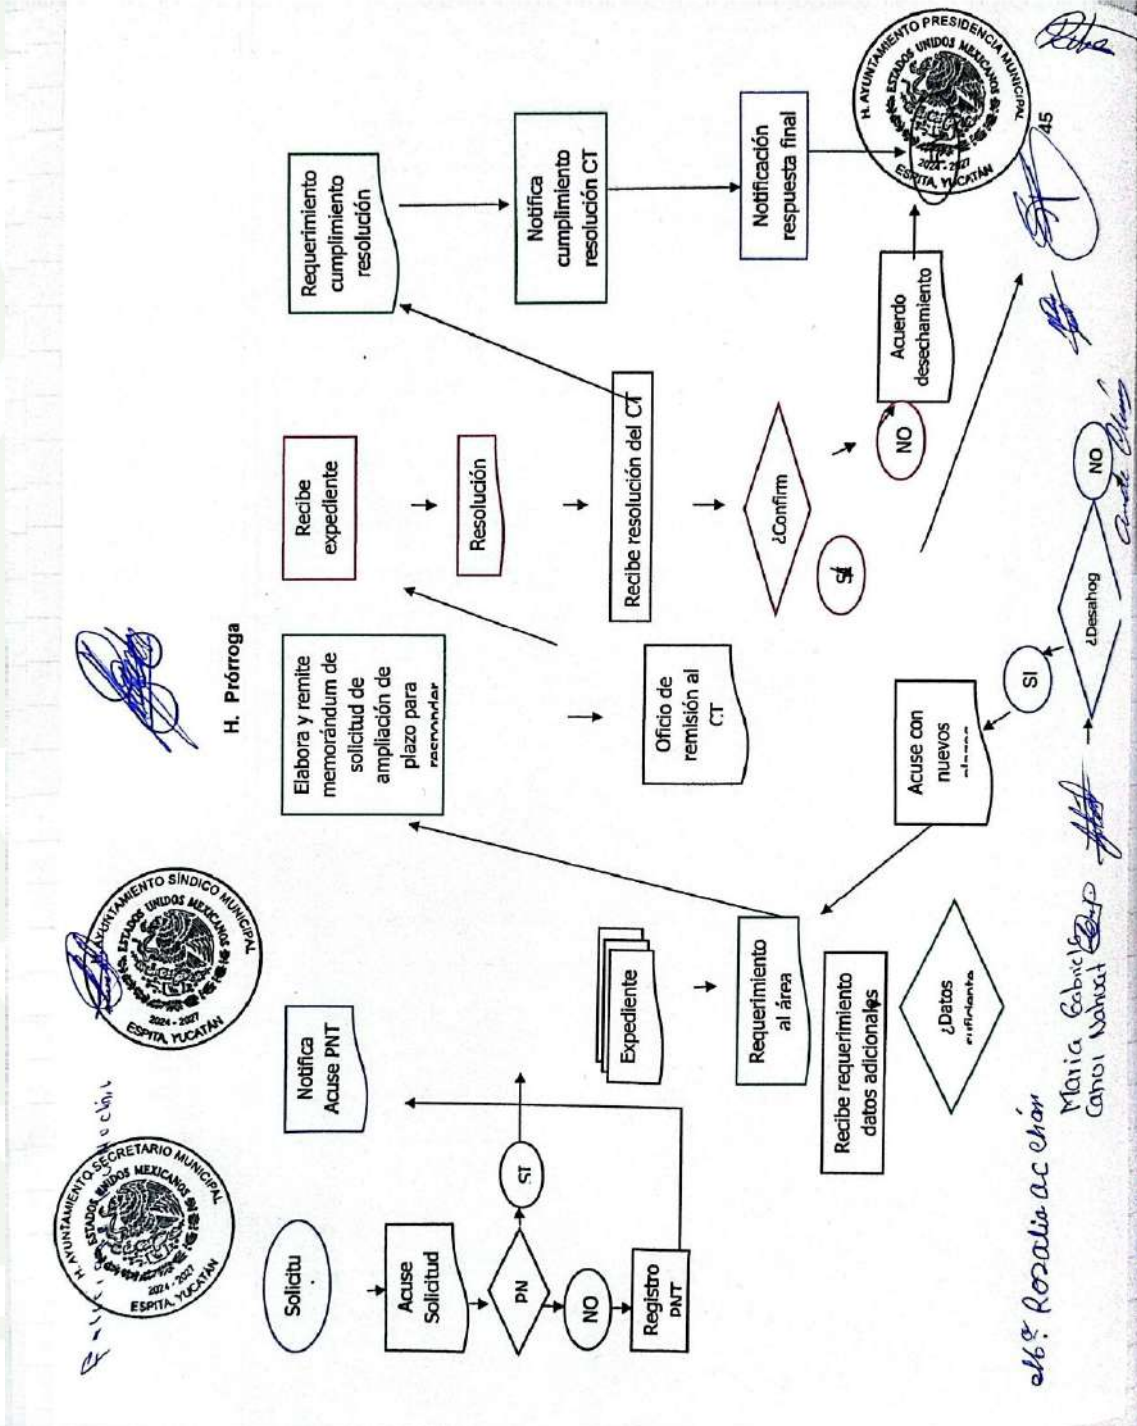 H. Prórroga
Solicitu
Acuse
Solicitud
PN
SI
NO
Registro
PNT
Notifica
Acuse PNT
Expediente
Requerimiento
al área
Recibe requerimiento
datos adicionales
¿Datos
Elabora y remite
memorándum de
solicitud de
ampliación de
plazo para
responder
Oficio de
remisión al
CT
Acuse con
nuevos
SI
¿Desahog
NO
Recibe
expediente
Resolución
Recibe resolución del CT
¿Confirm
NO
Acuerdo
desechamiento
Requerimiento
cumplimiento
resolución
Notifica
cumplimiento
resolución CT
Notificación
respuesta final
H. AYUNTAMIENTO SECRETARIO MUNICIPAL
ESTADOS UNIDOS MEXICANOS
2024 - 2027
ESPITA, YUCATÁN
H. AYUNTAMIENTO SÍNDICO MUNICIPAL
ESTADOS UNIDOS MEXICANOS
2024 - 2027
ESPITA, YUCATÁN
H. AYUNTAMIENTO PRESIDENCIA MUNICIPAL
ESTADOS UNIDOS MEXICANOS
2024 - 2027
ESPITA, YUCATÁN
Rosalia
Maria Gabriela
Nahuat
45